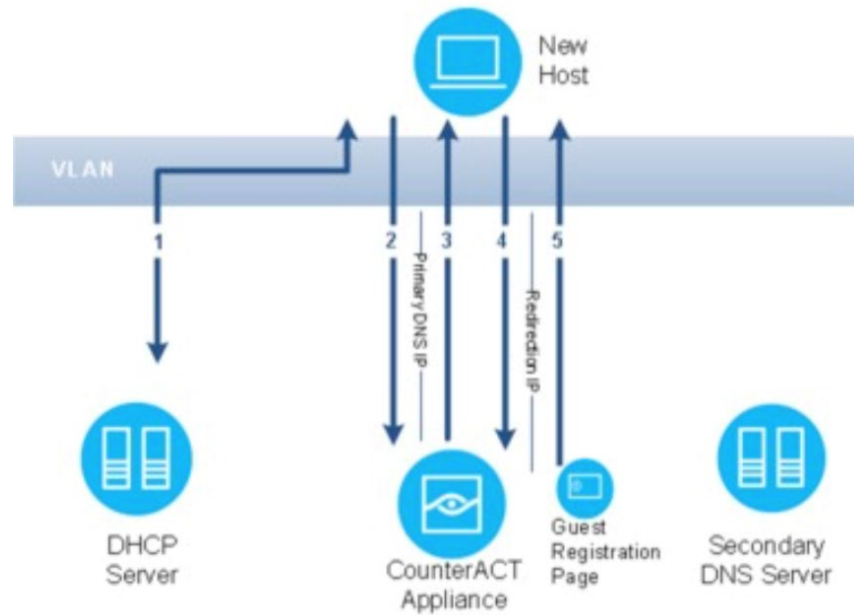 New
Host
VLAN
1
2
3
4
5
Primary DNS IP
Redirection IP
DHCP
Server
CounterACT
Appliance
Guest
Registration
Page
Secondary
DNS Server